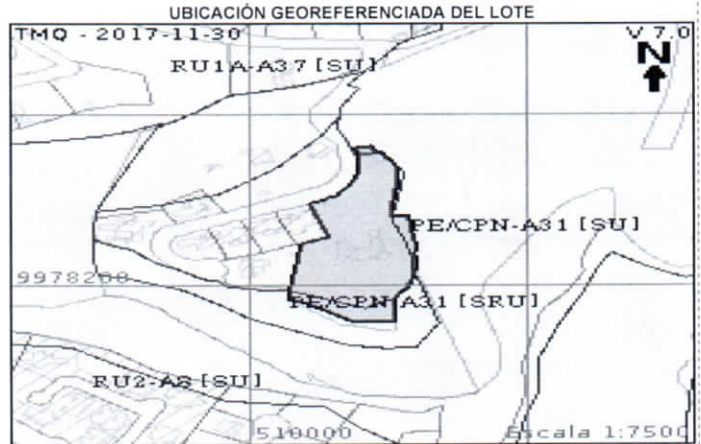 UBICACIÓN GEOREFERENCIADA DEL LOTE
TMQ - 2017-11-30
V 7.0
N
RU1A-A37 [SU]
PE/CPN-A31 [SU]
9978200
PE/CPN-A31 [SRU]
RU2-A8 [SU]
510000
Escala 1:7500